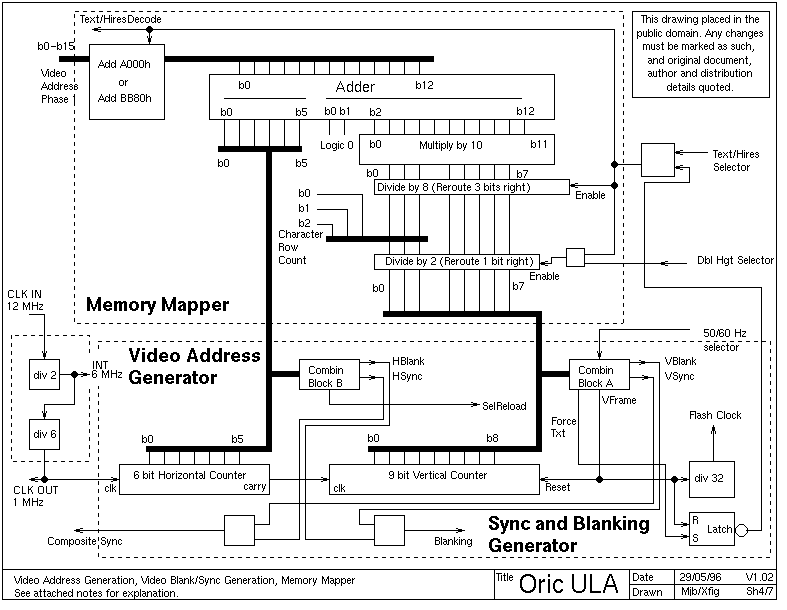 Text/HiresDecode
b0-b15
Video
Address
Phase 1
Add A000h
or
Add BB80h
This drawing placed in the
public domain. Any changes
must be marked as such,
and original document,
author and distribution
details quoted.
b0
b12
Adder
b0
b5
b0 b1
b2
b12
b0
b5
Logic 0
b0
Multiply by 10
b11
b0
b7
Divide by 8 (Reroute 3 bits right)
Enable
Text/Hires
Selector
b0
b1
b2
Character
Row
Count
Divide by 2 (Reroute 1 bit right)
Enable
Dbl Hgt Selector
b0
b7
Memory Mapper
CLK IN
12 MHz
div 2
INT
6 MHz
div 6
CLK OUT
1 MHz
Video Address
Generator
Combin
Block B
HBlank
HSync
SelReload
50/60 Hz
selector
Combin
Block A
VBlank
VSync
VFrame
Force
Txt
Flash Clock
b0
b5
b0
b8
6 bit Horizontal Counter
clk
carry
9 bit Vertical Counter
clk
Reset
div 32
R
S
Latch
Composite Sync
Blanking
Sync and Blanking
Generator
Video Address Generation, Video Blank/Sync Generation, Memory Mapper
See attached notes for explanation.
Title
Oric ULA
Date
29/05/96
V1.02
Drawn
Mjb/Xfig
Sh4/7